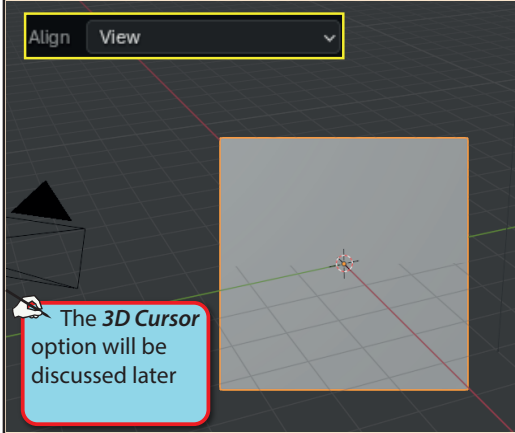 Align View
The 3D Cursor
option will be
discussed later